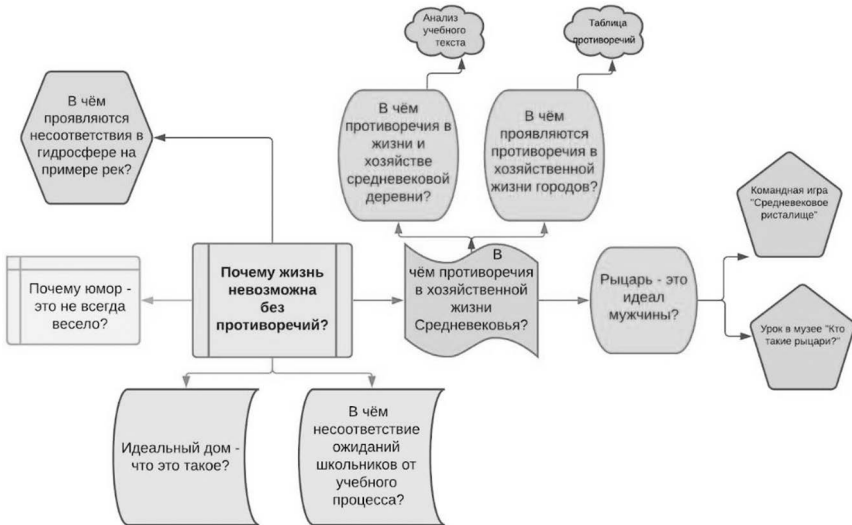 Анализ
учебного
текста
Таблица
противоречий
В чём
проявляются
несоответствия в
гидросфере на
примере рек?
В чём
противоречия в
жизни и
хозяйстве
средневековой
деревни?
В чём
проявляются
противоречия в
хозяйственной
жизни городов?
Командная игра
"Средневековое
ристалище"
Почему юмор -
это не всегда
весело?
Почему жизнь
невозможна
без
противоречий?
В
чём противоречия
в хозяйственной
жизни
Средневековья?
Рыцарь - это
идеал
мужчины?
Урок в музее "Кто
такие рыцари?"
Идеальный дом -
что это такое?
В чём
несоответствие
ожиданий
школьников от
учебного
процесса?